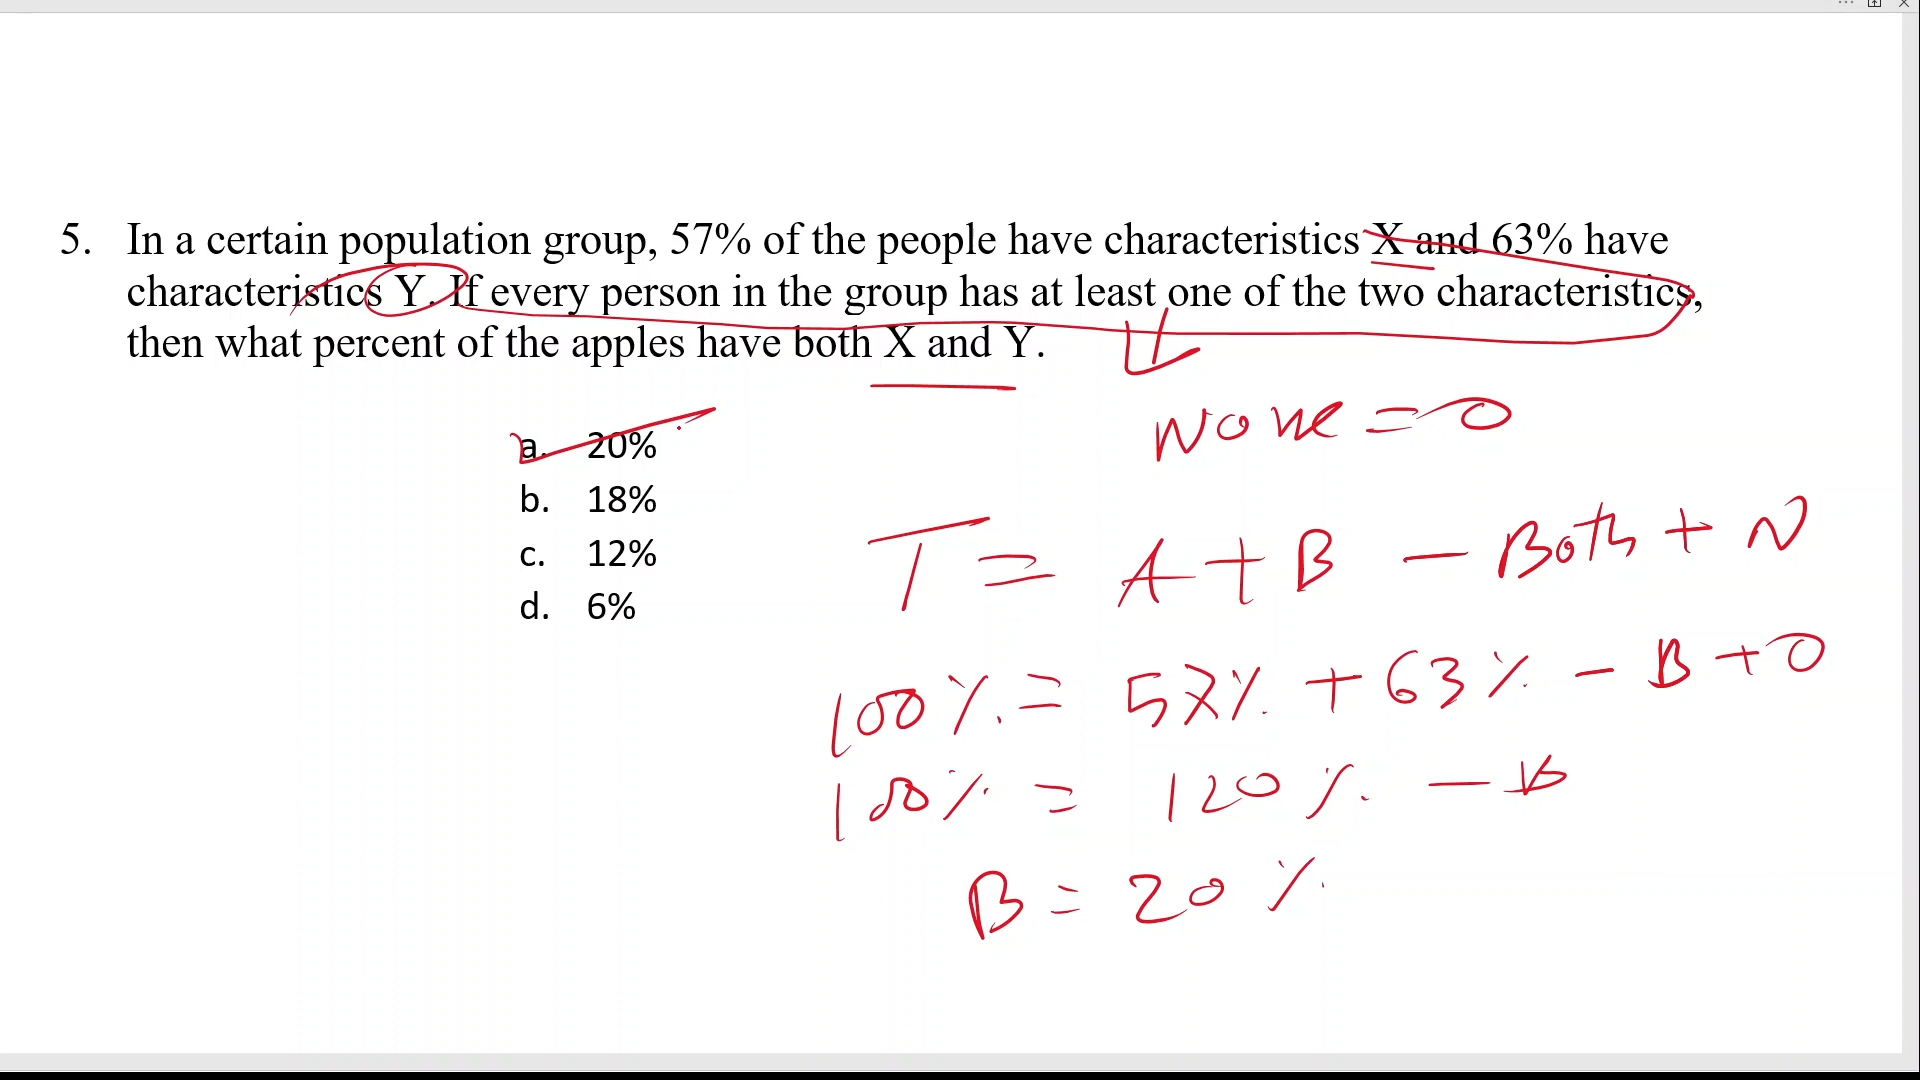 5. In a certain population group, 57% of the people have characteristics X and 63% have
characteristics Y. If every person in the group has at least one of the two characteristics,
then what percent of the apples have both X and Y.
a. 20%
b. 18%
c. 12%
d. 6%
None = 0
T = A + B - Both + N
100% = 57% + 63% - B + 0
100% = 120% - B
B = 20%